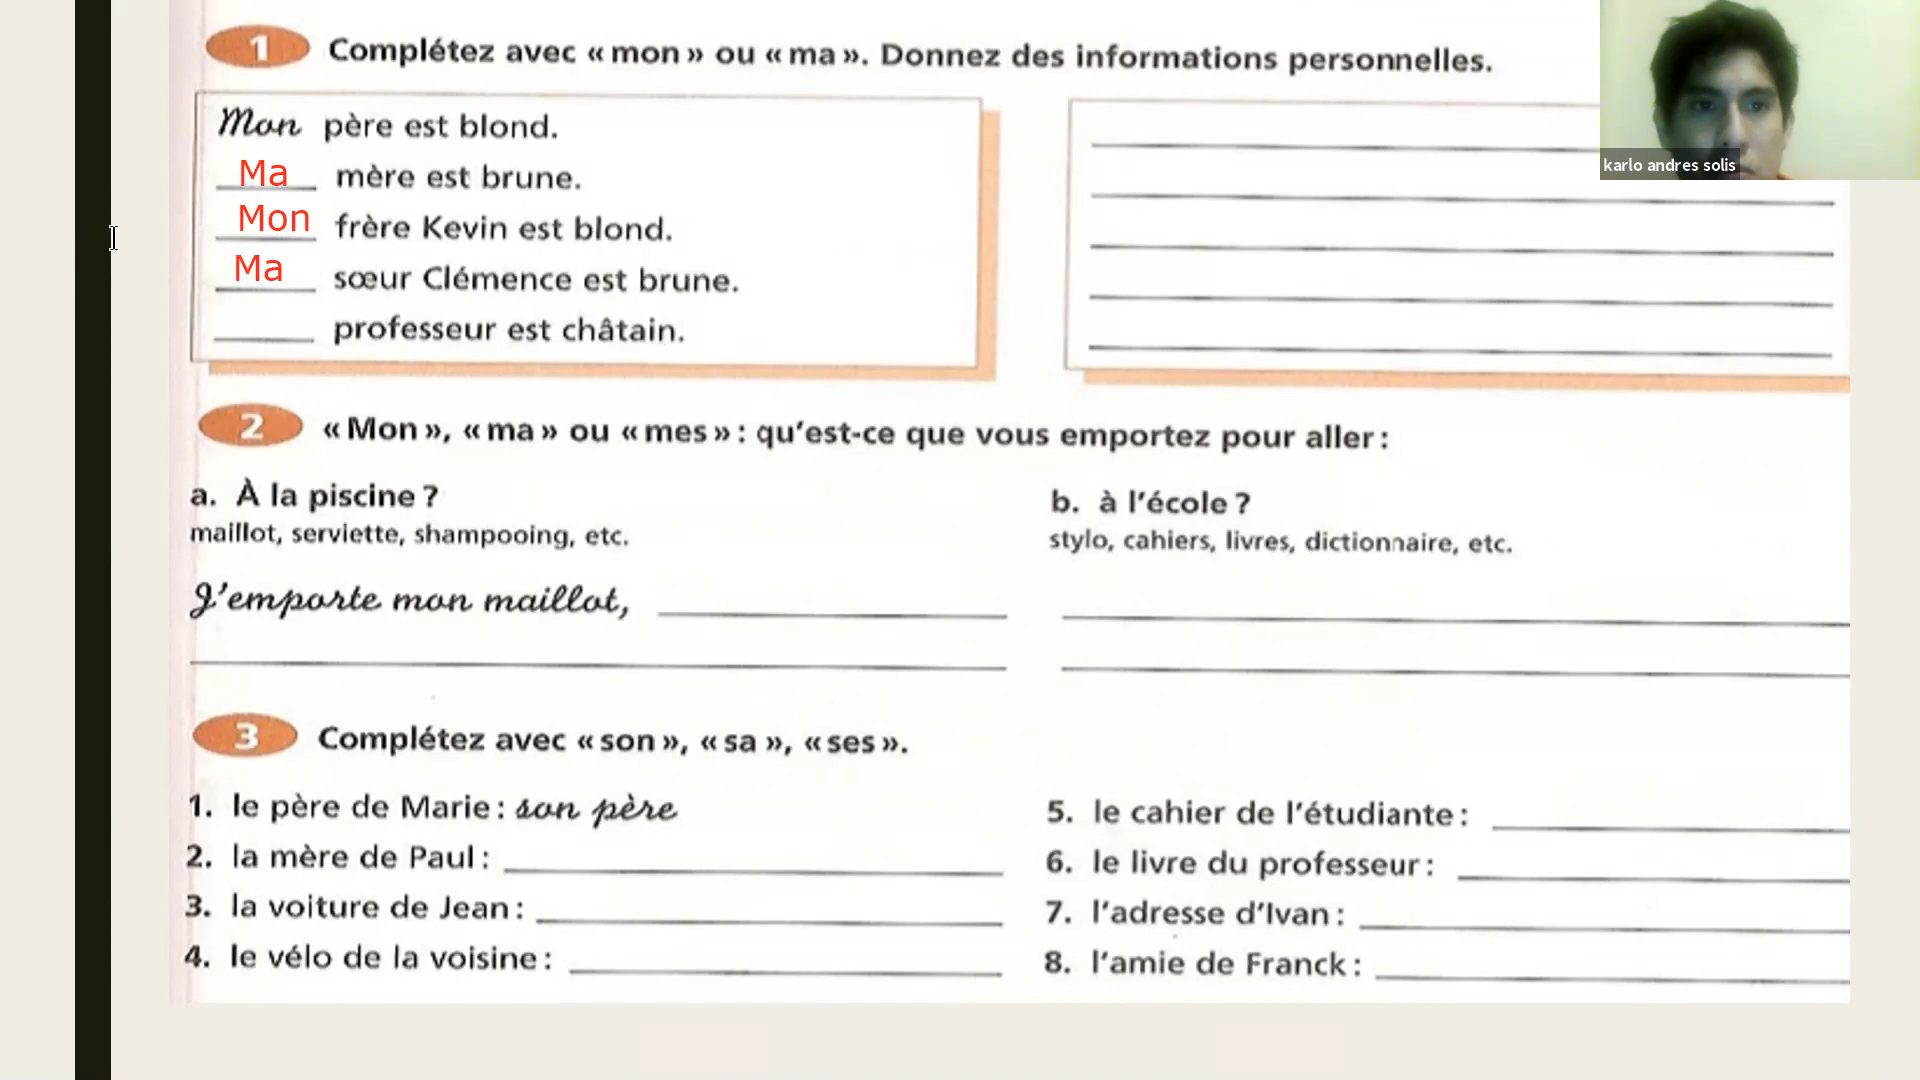 1 Complétez avec « mon » ou « ma ». Donnez des informations personnelles.
Mon père est blond.
Ma mère est brune.
Mon frère Kevin est blond.
Ma sœur Clémence est brune.
professeur est châtain.
karlo andres solis
2 « Mon », « ma » ou « mes » : qu'est-ce que vous emportez pour aller :
a. À la piscine ?
maillot, serviette, shampooing, etc.
J'emporte mon maillot,
b. à l'école ?
stylo, cahiers, livres, dictionnaire, etc.
3 Complétez avec « son », « sa », « ses ».
1. le père de Marie : son père
2. la mère de Paul :
3. la voiture de Jean :
4. le vélo de la voisine :
5. le cahier de l'étudiante :
6. le livre du professeur :
7. l'adresse d'Ivan :
8. l'amie de Franck :